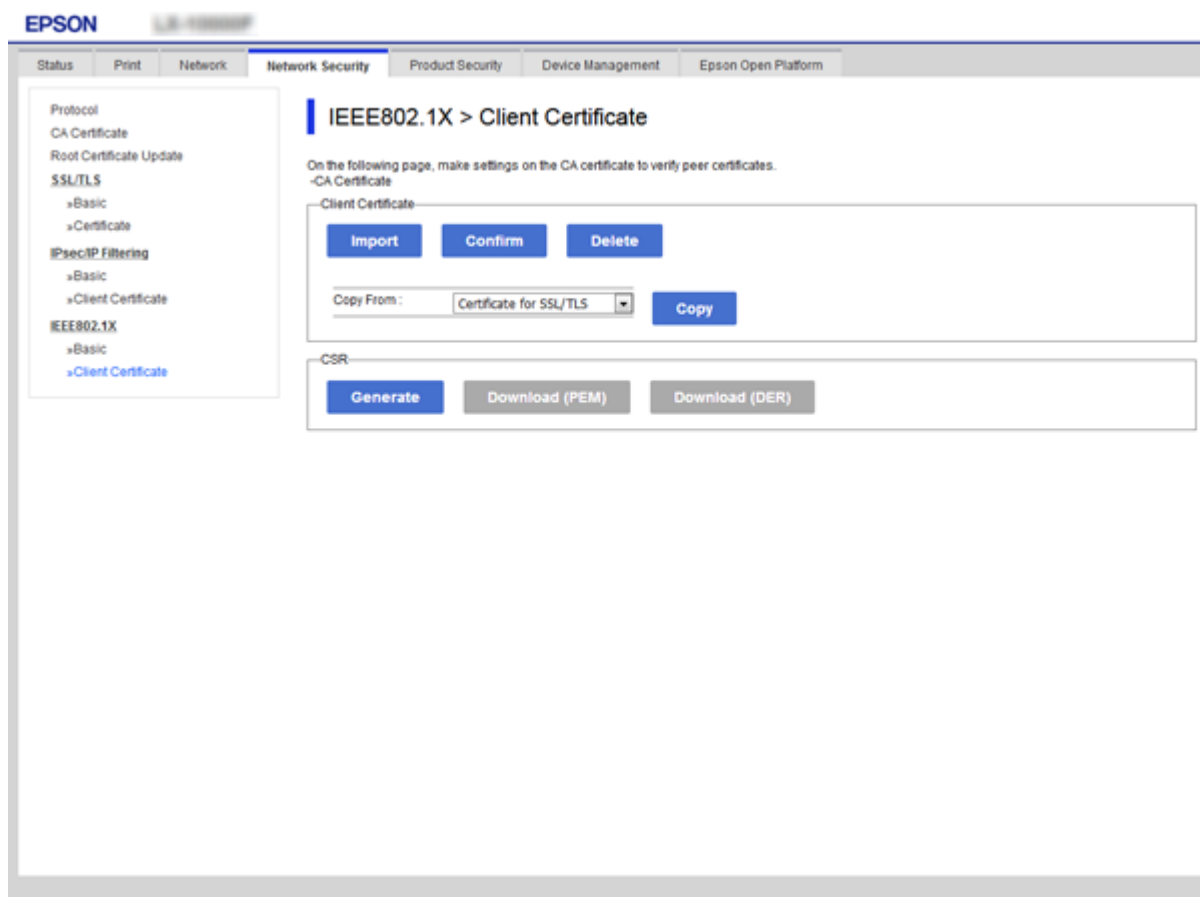 EPSON
Status Print Network Network Security Product Security Device Management Epson Open Platform
Protocol
CA Certificate
Root Certificate Update
SSL/TLS
»Basic
»Certificate
IPsec/IP Filtering
»Basic
»Client Certificate
IEEE802.1X
»Basic
»Client Certificate
IEEE802.1X > Client Certificate
On the following page, make settings on the CA certificate to verify peer certificates.
-CA Certificate
Client Certificate
Import Confirm Delete
Copy From : Certificate for SSL/TLS Copy
CSR
Generate Download (PEM) Download (DER)